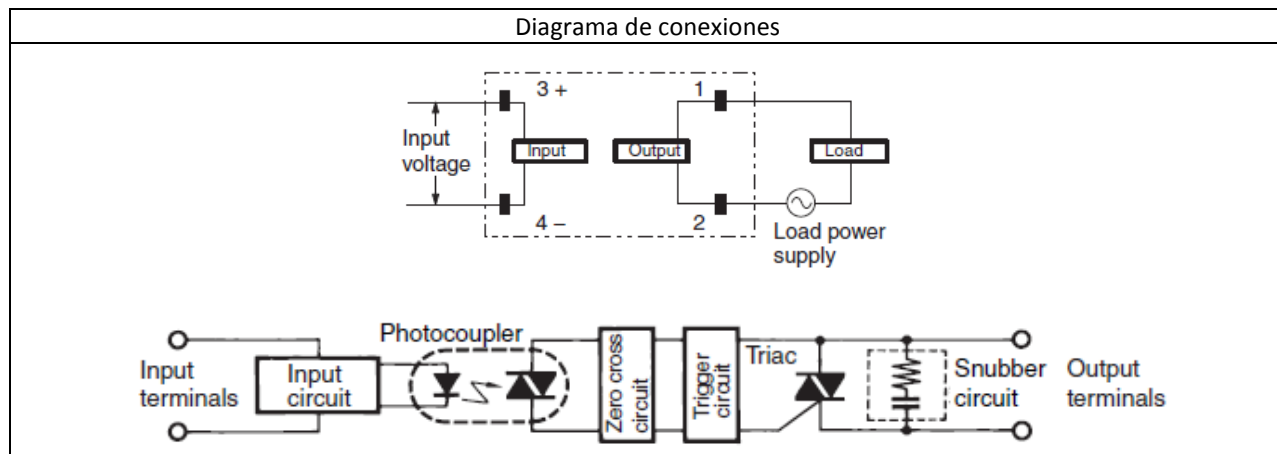 Diagrama de conexiones
3 +
1
Input
voltage
Input
Output
Load
4 –
2
Load power
supply
Photocoupler
Input
terminals
Input
circuit
Zero cross
circuit
Trigger
circuit
Triac
Snubber
circuit
Output
terminals